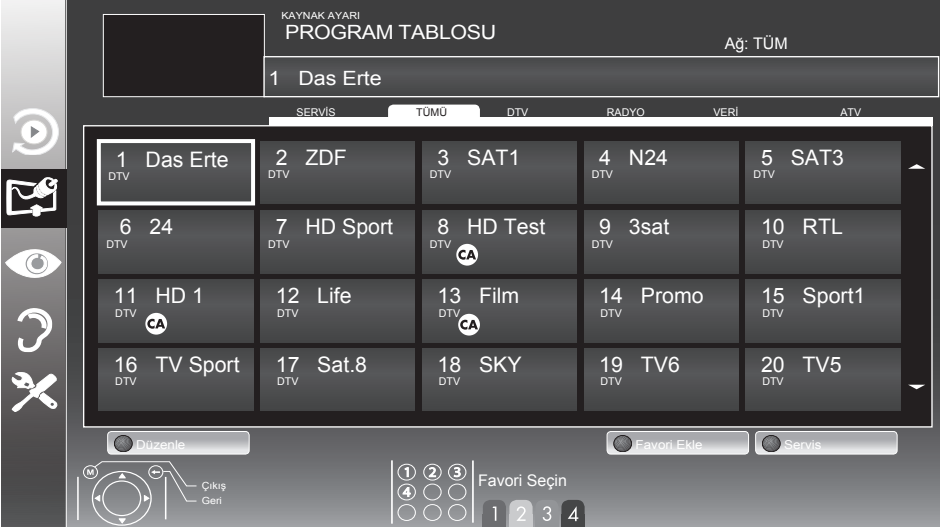 KAYNAK AYARI
PROGRAM TABLOSU
Ağ: TÜM
1 Das Erte
SERVİS TÜMÜ DTV RADYO VERİ ATV
1 Das Erte 2 ZDF 3 SAT1 4 N24 5 SAT3
DTV DTV DTV DTV DTV
6 24 7 HD Sport 8 HD Test 9 3sat 10 RTL
DTV DTV DTV DTV DTV
CA
11 HD 1 12 Life 13 Film 14 Promo 15 Sport1
DTV DTV DTV DTV DTV
CA CA
16 TV Sport 17 Sat.8 18 SKY 19 TV6 20 TV5
DTV DTV DTV DTV DTV
Düzenle Favori Ekle Servis
M
Çıkış
Geri
1 2 3
4
Favori Seçin
1 2 3 4